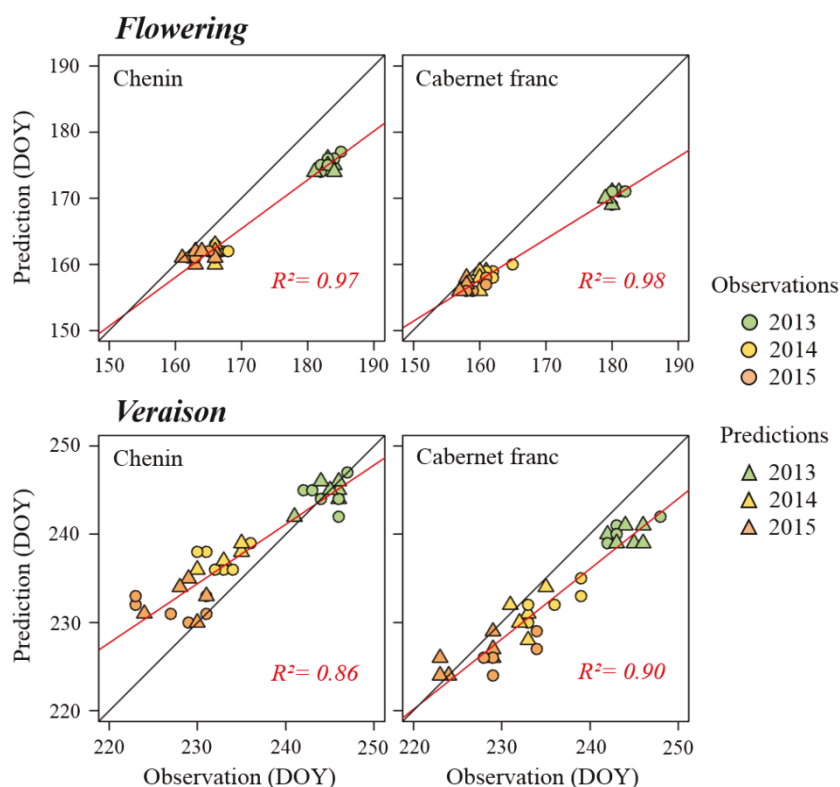 Flowering
Chenin
Cabernet franc
190
180
170
160
150
Prediction (DOY)
R²= 0.97
R²= 0.98
150 160 170 180 190
150 160 170 180 190
Observations
2013
2014
2015
Predictions
2013
2014
2015
Veraison
Chenin
Cabernet franc
250
240
230
220
Prediction (DOY)
R²= 0.86
R²= 0.90
220 230 240 250
220 230 240 250
Observation (DOY)
Observation (DOY)